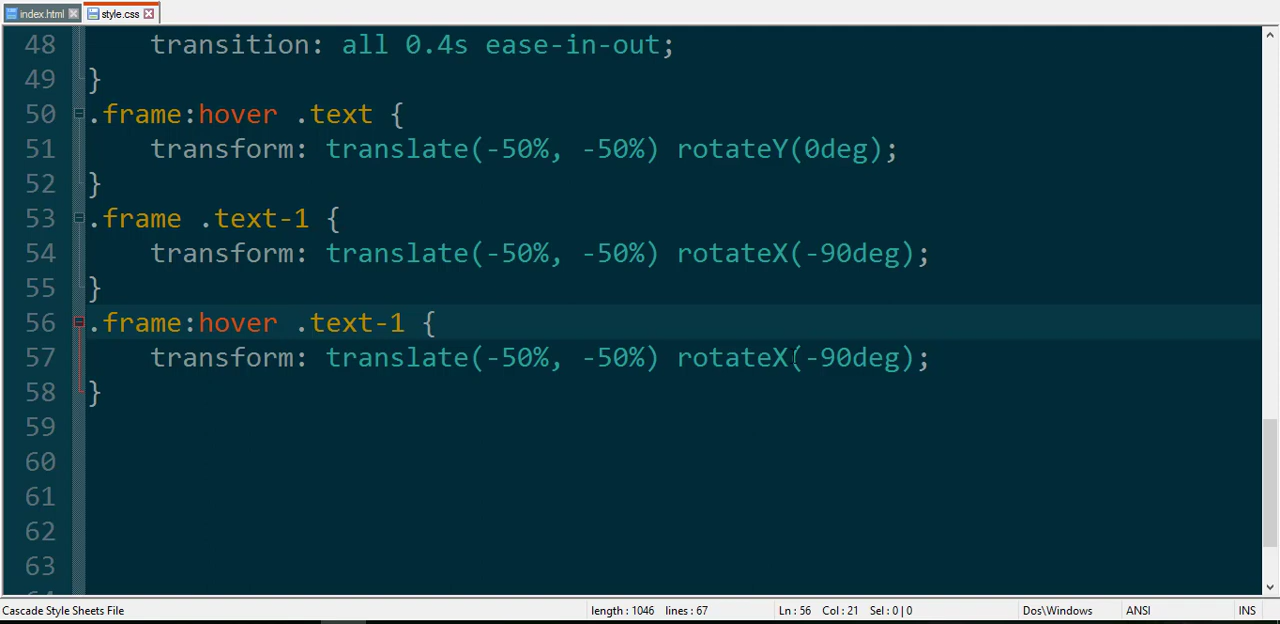 index.html style.css
48 transition: all 0.4s ease-in-out;
49 }
50 .frame:hover .text {
51 transform: translate(-50%, -50%) rotateY(0deg);
52 }
53 .frame .text-1 {
54 transform: translate(-50%, -50%) rotateX(-90deg);
55 }
56 .frame:hover .text-1 {
57 transform: translate(-50%, -50%) rotateX(-90deg);
58 }
59
60
61
62
63
Cascade Style Sheets File length : 1046 lines : 67 Ln : 56 Col : 21 Sel : 0 | 0 Dos\Windows ANSI INS